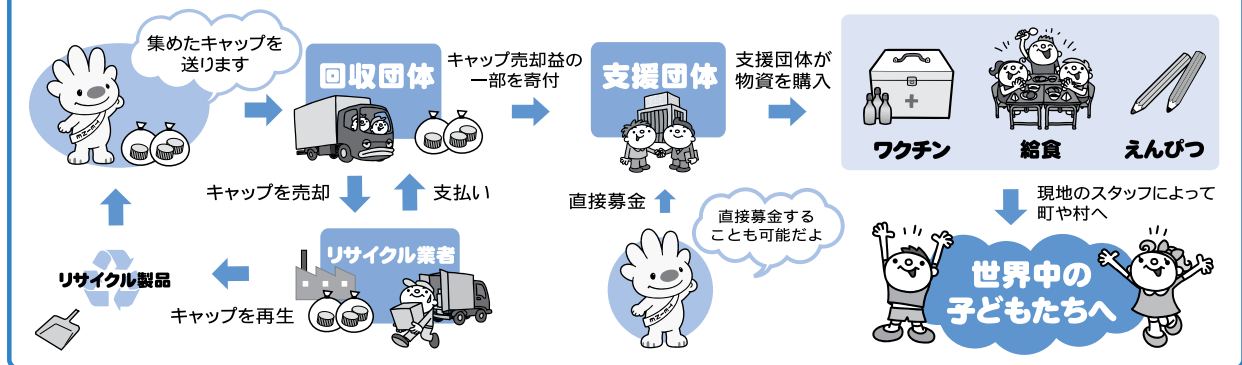 集めたキャップを
送ります
回収団体
キャップ売却益の
一部を寄付
支援団体
支援団体が
物資を購入
ワクチン
給食
えんぴつ
キャップを売却
支払い
直接募金
直接募金する
ことも可能だよ
現地のスタッフによって
町や村へ
リサイクル製品
リサイクル業者
キャップを再生
世界中の
子どもたちへ